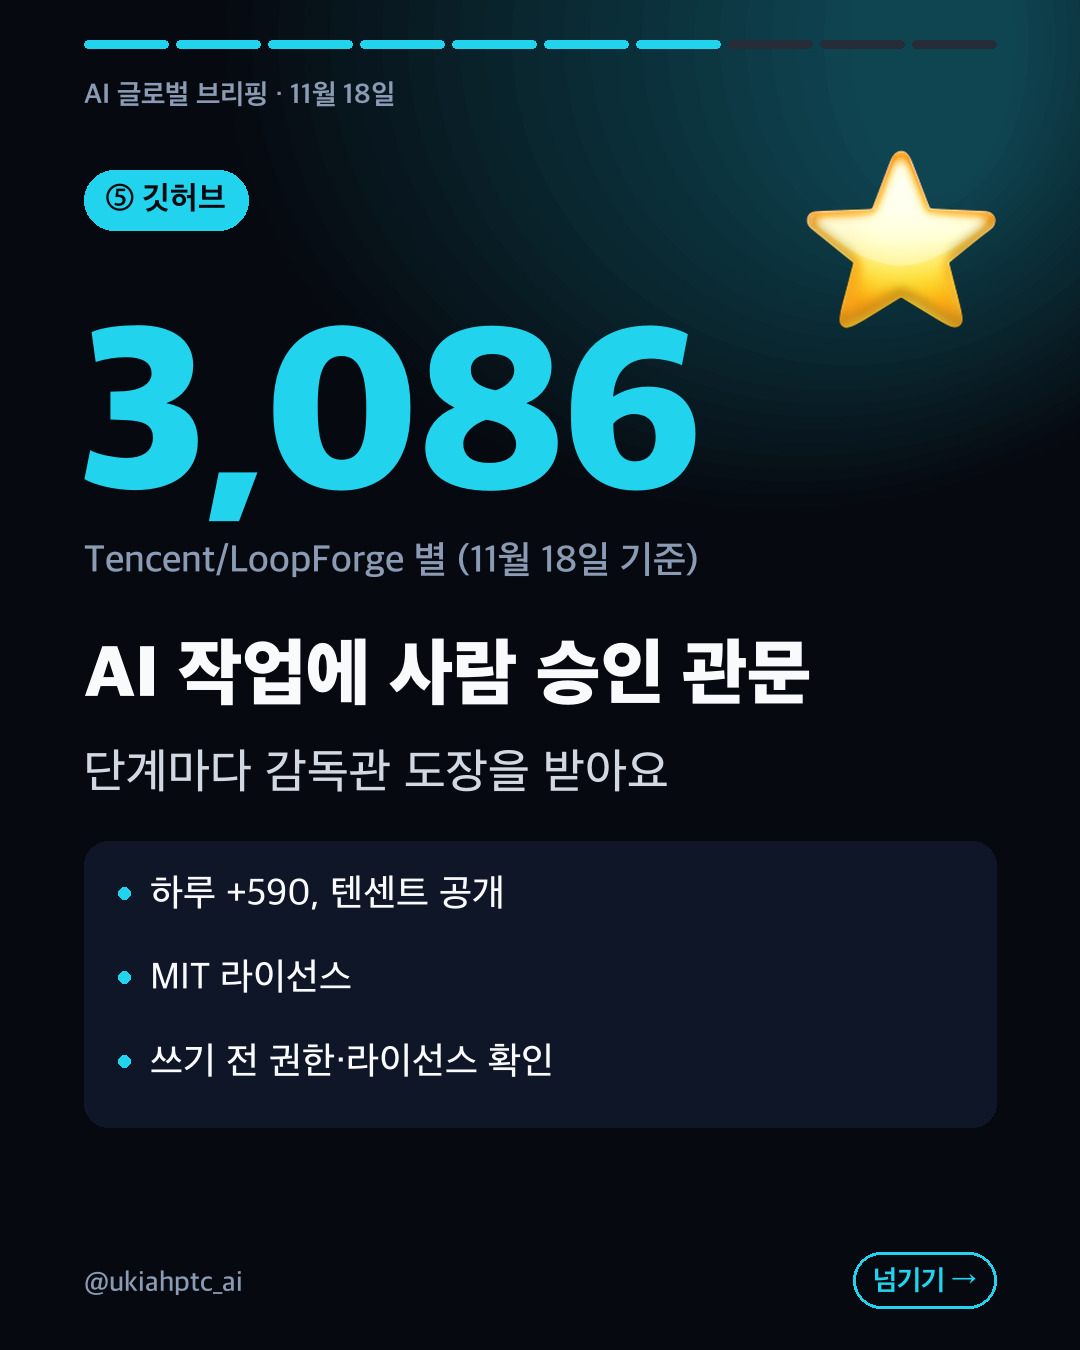 AI 글로벌 브리핑 · 11월 18일
⑤ 깃허브
3,086
Tencent/LoopForge 별 (11월 18일 기준)
AI 작업에 사람 승인 관문
단계마다 감독관 도장을 받아요
• 하루 +590, 텐센트 공개
• MIT 라이선스
• 쓰기 전 권한·라이선스 확인
@ukiahptc_ai
넘기기 →